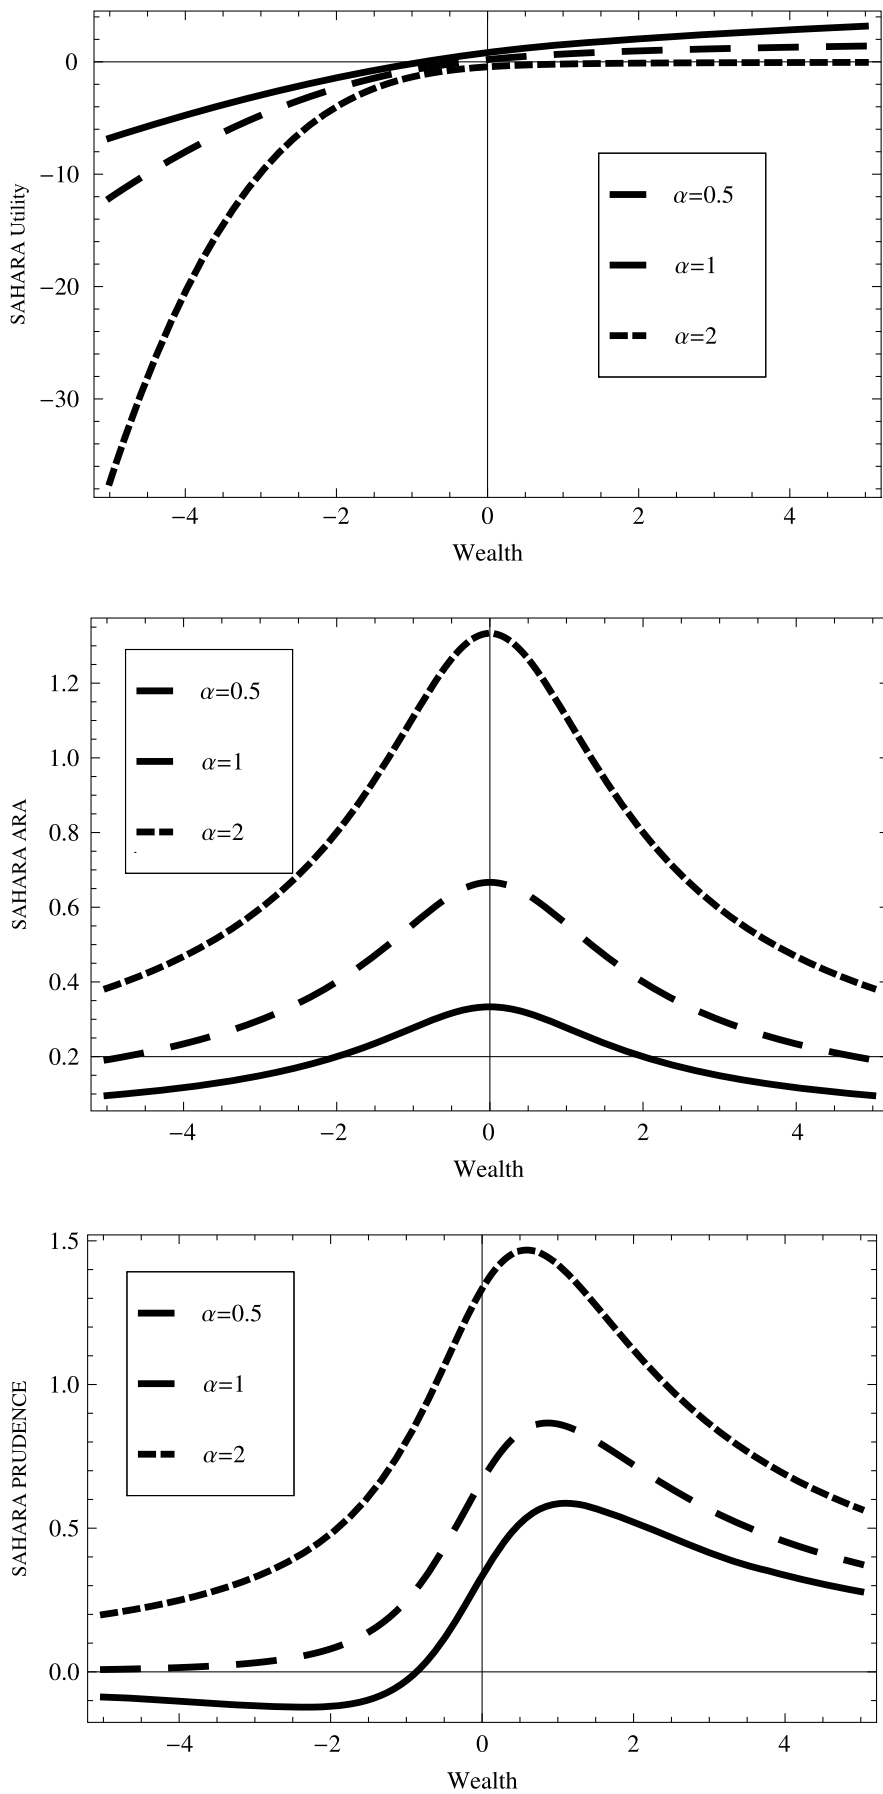 0
−10
−20
−30
SAHARA Utility
α=0.5
α=1
α=2
−4 −2 0 2 4
Wealth
1.2
1.0
0.8
0.6
0.4
0.2
SAHARA ARA
α=0.5
α=1
α=2
−4 −2 0 2 4
Wealth
1.5
1.0
0.5
0.0
SAHARA PRUDENCE
α=0.5
α=1
α=2
−4 −2 0 2 4
Wealth